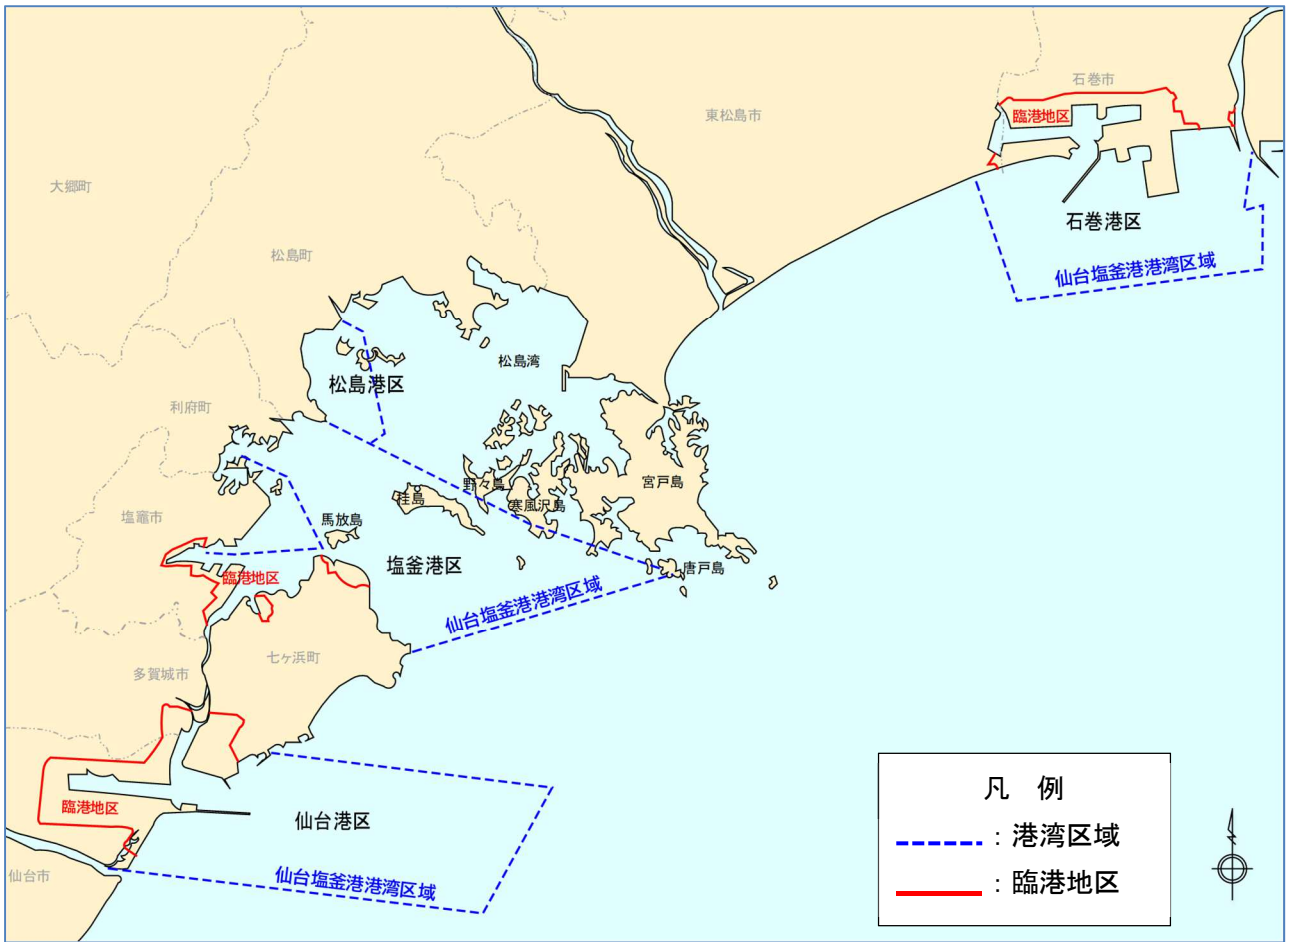 石巻市
東松島市
臨港地区
大郷町
石巻港区
松島町
仙台塩釜港港湾区域
松島湾
松島港区
利府町
宮戸島
野々島
桂島
寒風沢島
塩竈市
馬放島
塩釜港区
唐戸島
臨港地区
仙台塩釜港港湾区域
七ヶ浜町
多賀城市
凡 例
臨港地区
仙台港区
：港湾区域
仙台市
仙台塩釜港港湾区域
：臨港地区